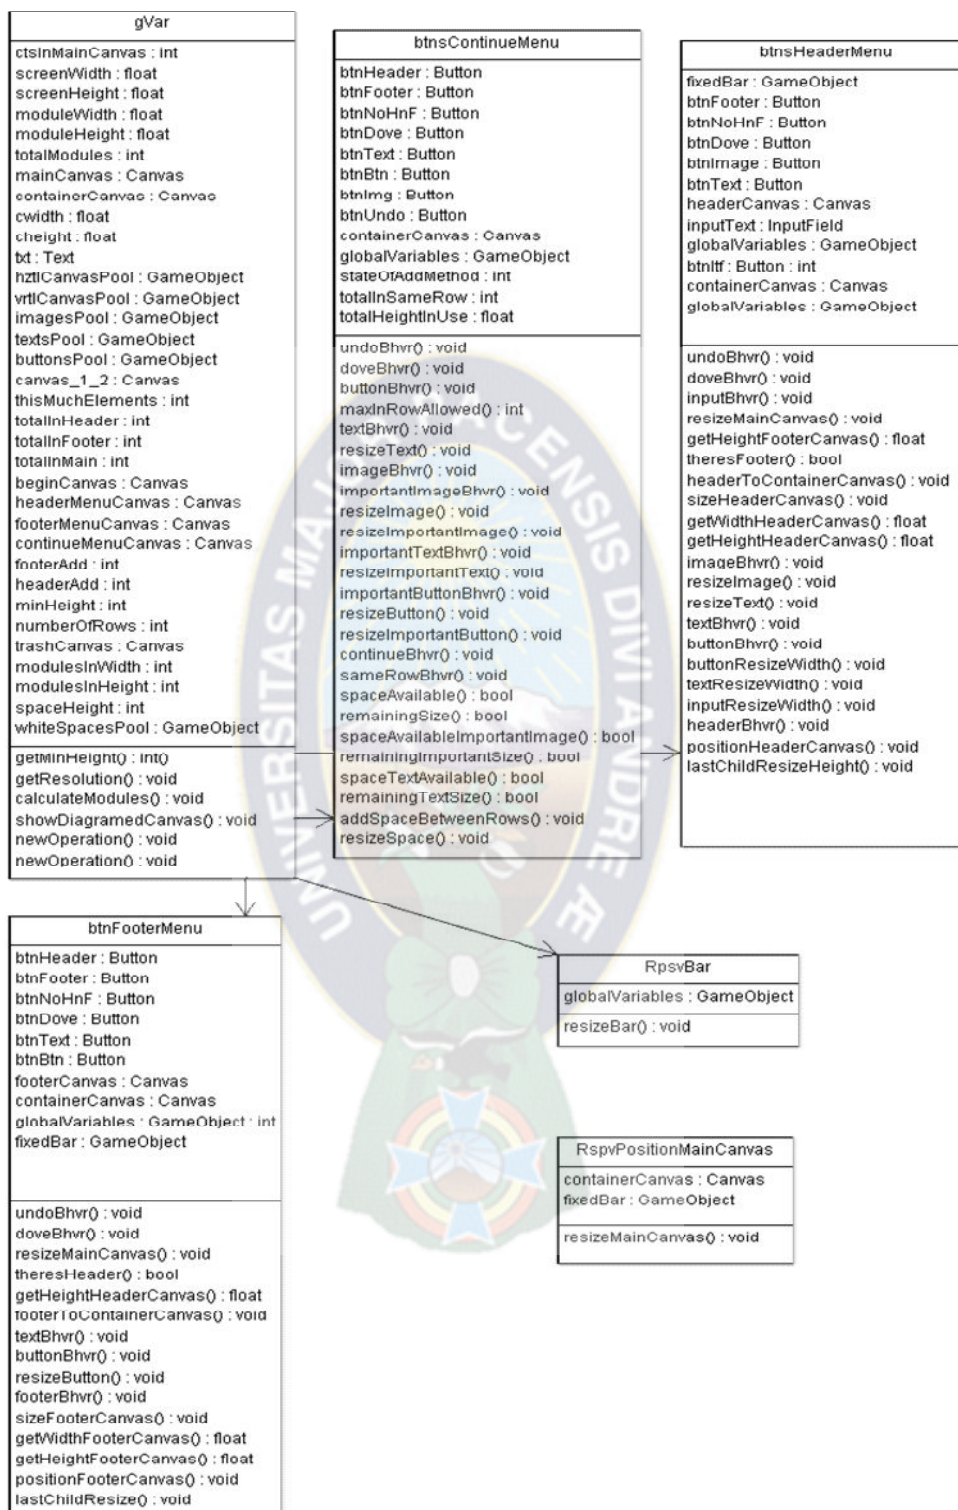 gVar
ctsInMainCanvas : int
screenWidth : float
screenHeight : float
moduleWidth : float
moduleHeight : float
totalModules : int
mainCanvas : Canvas
containerCanvas : Canvas
cwidth : float
cheight : float
txt : Text
hztlCanvasPool : GameObject
vrtlCanvasPool : GameObject
imagesPool : GameObject
textsPool : GameObject
buttonsPool : GameObject
canvas_1_2 : Canvas
thisMuchElements : int
totalInHeader : int
totalInFooter : int
totalInMain : int
beginCanvas : Canvas
headerMenuCanvas : Canvas
footerMenuCanvas : Canvas
continueMenuCanvas : Canvas
footerAdd : int
headerAdd : int
minHeight : int
numberOfRows : int
trashCanvas : Canvas
modulesInWidth : int
modulesInHeight : int
spaceHeight : int
whiteSpacesPool : GameObject
getMinHeight() : int()
getResolution() : void
calculateModules() : void
showDiagramedCanvas() : void
newOperation() : void
newOperation() : void
btnsContinueMenu
btnHeader : Button
btnFooter : Button
btnNoHnF : Button
btnDove : Button
btnText : Button
btnBtn : Button
btnImg : Button
btnUndo : Button
containerCanvas : Canvas
globalVariables : GameObject
stateOfAddMethod : int
totalInSameRow : int
totalHeightInUse : float
undoBhvr() : void
doveBhvr() : void
buttonBhvr() : void
maxInRowAllowed() : int
textBhvr() : void
resizeText() : void
imageBhvr() : void
importantImageBhvr() : void
resizeImage() : void
resizeImportantImage() : void
importantTextBhvr() : void
resizeImportantText() : void
importantButtonBhvr() : void
resizeButton() : void
resizeImportantButton() : void
continueBhvr() : void
sameRowBhvr() : void
spaceAvailable() : bool
remainingSize() : bool
spaceAvailableImportantImage() : bool
remainingImportantSize() : bool
spaceTextAvailable() : bool
remainingTextSize() : bool
addSpaceBetweenRows() : void
resizeSpace() : void
btnsHeaderMenu
fixedBar : GameObject
btnFooter : Button
btnNoHnF : Button
btnDove : Button
btnImage : Button
btnText : Button
headerCanvas : Canvas
inputText : InputField
globalVariables : GameObject
btnItf : Button : int
containerCanvas : Canvas
globalVariables : GameObject
undoBhvr() : void
doveBhvr() : void
inputBhvr() : void
resizeMainCanvas() : void
getHeightFooterCanvas() : float
theresFooter() : bool
headerToContainerCanvas() : void
sizeHeaderCanvas() : void
getWidthHeaderCanvas() : float
getHeightHeaderCanvas() : float
imageBhvr() : void
resizeImage() : void
resizeText() : void
textBhvr() : void
buttonBhvr() : void
buttonResizeWidth() : void
textResizeWidth() : void
inputResizeWidth() : void
headerBhvr() : void
positionHeaderCanvas() : void
lastChildResizeHeight() : void
btnFooterMenu
btnHeader : Button
btnFooter : Button
btnNoHnF : Button
btnDove : Button
btnText : Button
btnBtn : Button
footerCanvas : Canvas
containerCanvas : Canvas
globalVariables : GameObject : int
fixedBar : GameObject
undoBhvr() : void
doveBhvr() : void
resizeMainCanvas() : void
theresHeader() : bool
getHeightHeaderCanvas() : float
footerToContainerCanvas() : void
textBhvr() : void
buttonBhvr() : void
resizeButton() : void
footerBhvr() : void
sizeFooterCanvas() : void
getWidthFooterCanvas() : float
getHeightFooterCanvas() : float
positionFooterCanvas() : void
lastChildResize() : void
RpsvBar
globalVariables : GameObject
resizeBar() : void
RspvPositionMainCanvas
containerCanvas : Canvas
fixedBar : GameObject
resizeMainCanvas() : void
UNIVERSITAS MAJOR PACENSIS DIVI ANDRE Æ